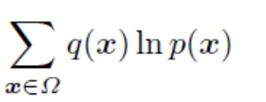 ∑ q(x) ln p(x)
x∈Ω